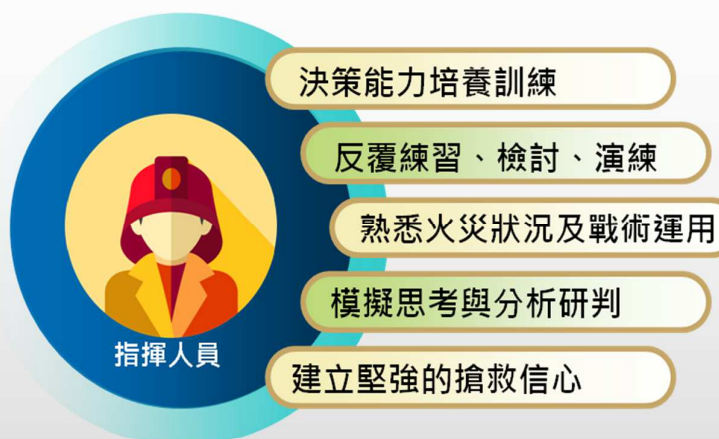 決策能力培養訓練
反覆練習、檢討、演練
熟悉火災狀況及戰術運用
模擬思考與分析研判
建立堅強的搶救信心
指揮人員